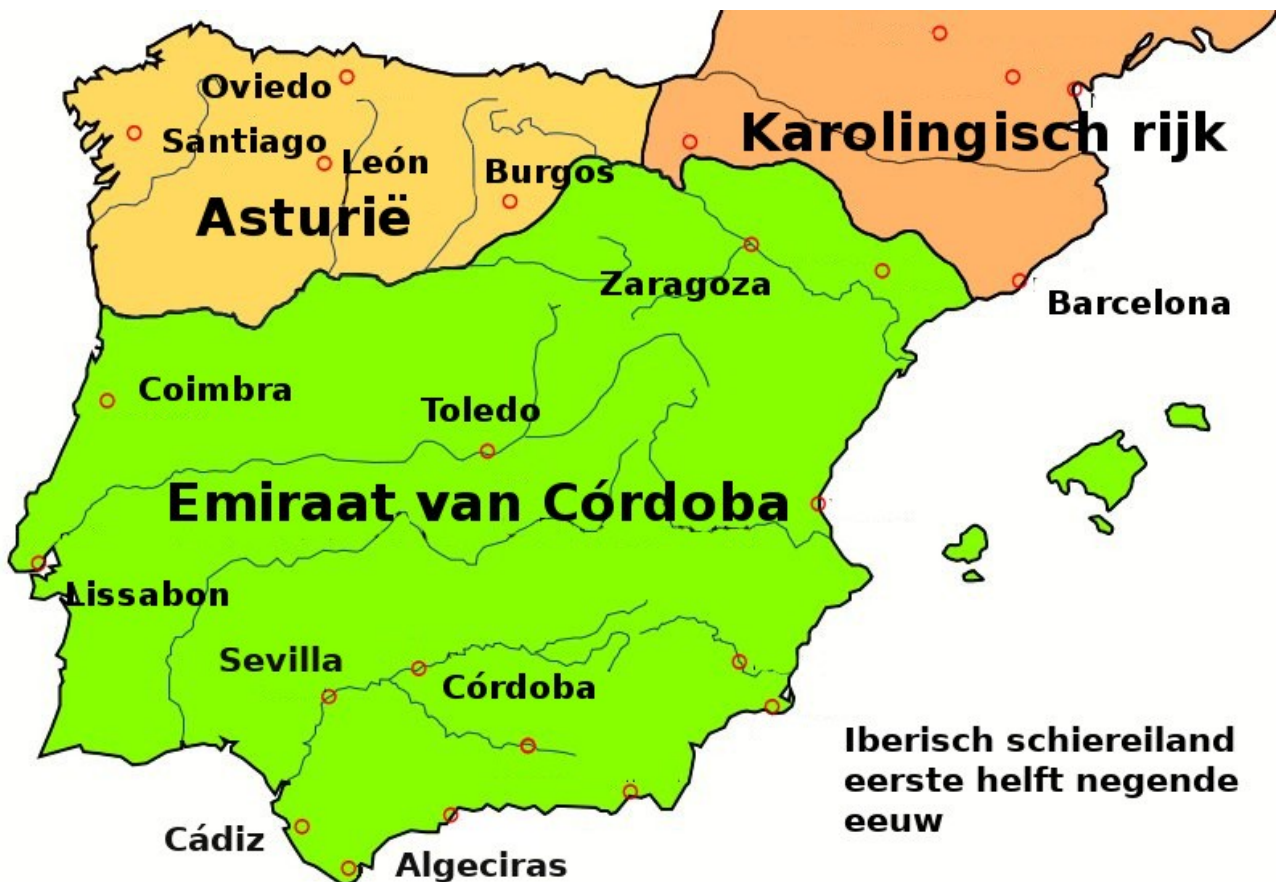 Oviedo
Santiago
León
Burgos
Asturië
Karolingisch rijk
Zaragoza
Barcelona
Coimbra
Toledo
Emiraat van Córdoba
Lissabon
Sevilla
Córdoba
Cádiz
Algeciras
Iberisch schiereiland
eerste helft negende
eeuw